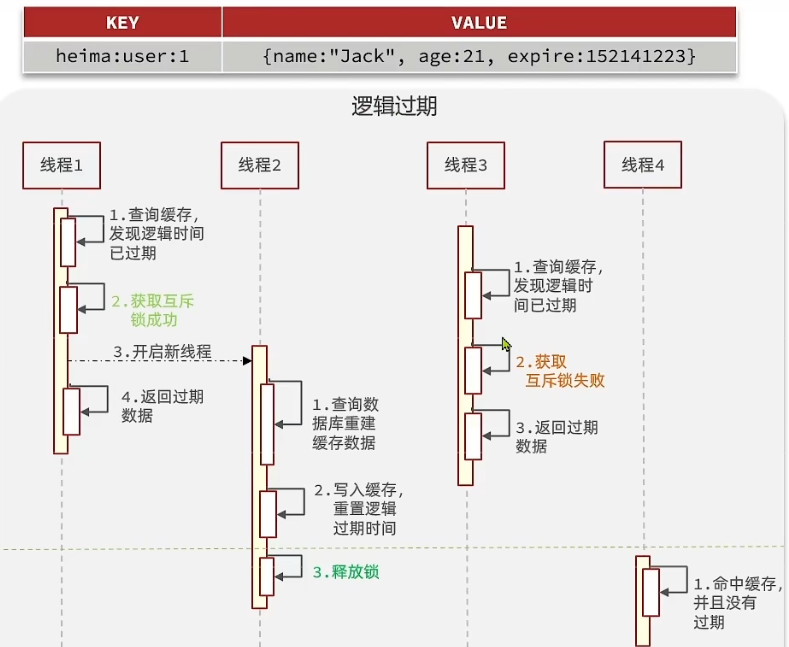 KEY VALUE
heima:user:1 {name:"Jack", age:21, expire:152141223}
逻辑过期
线程1 线程2 线程3 线程4
1.查询缓存，
发现逻辑时间
已过期
2.获取互斥
锁成功
3.开启新线程
4.返回过期
数据
1.查询数
据库重建
缓存数据
2.写入缓存，
重置逻辑
过期时间
3.释放锁
1.查询缓存，
发现逻辑时
间已过期
2.获取
互斥锁失败
3.返回过期
数据
1.命中缓存，
并且没有
过期